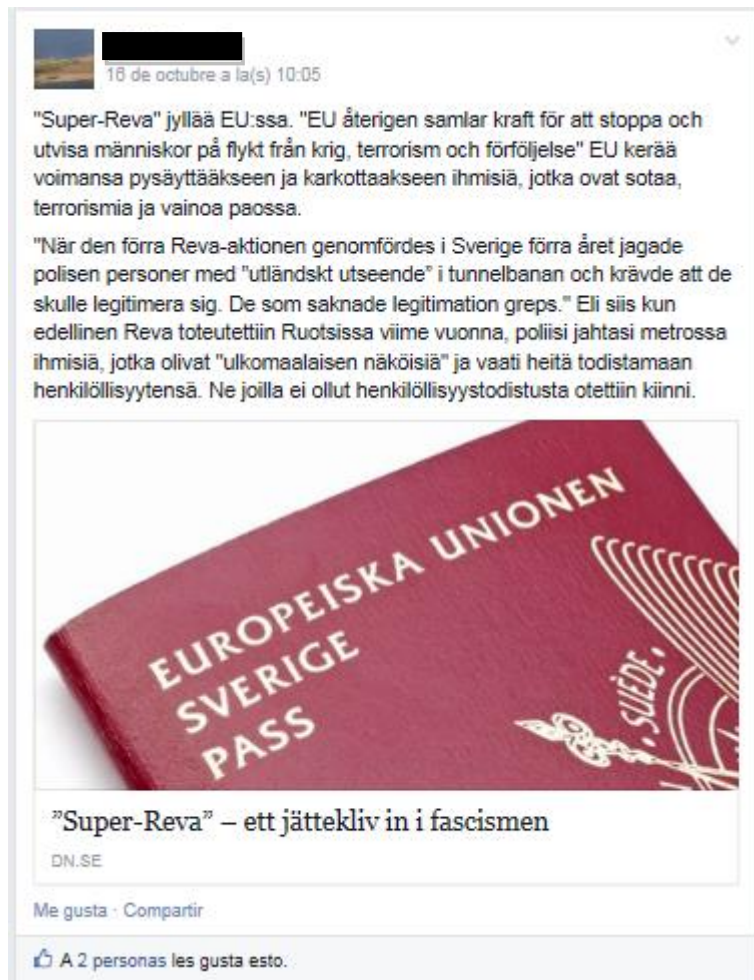 16 de octubre a la(s) 10:05
"Super-Reva" jyllää EU:ssa. "EU återigen samlar kraft för att stoppa och
utvisa människor på flykt från krig, terrorism och förföljelse" EU kerää
voimansa pysäyttääkseen ja karkottaakseen ihmisiä, jotka ovat sotaa,
terrorismia ja vainoa paossa.
"När den förra Reva-aktionen genomfördes i Sverige förra året jagade
polisen personer med "utländskt utseende" i tunnelbanan och krävde att de
skulle legitimera sig. De som saknade legitimation greps." Eli siis kun
edellinen Reva toteutettiin Ruotsissa viime vuonna, poliisi jahtasi metrossa
ihmisiä, jotka olivat "ulkomaalaisen näköisiä" ja vaati heitä todistamaan
henkilöllisyytensä. Ne joilla ei ollut henkilöllisyystodistusta otettiin kiinni.
EUROPEISKA UNIONEN
SVERIGE
PASS
· SUÈDE ·
"Super-Reva" – ett jättekliv in i fascismen
DN.SE
Me gusta · Compartir
A 2 personas les gusta esto.